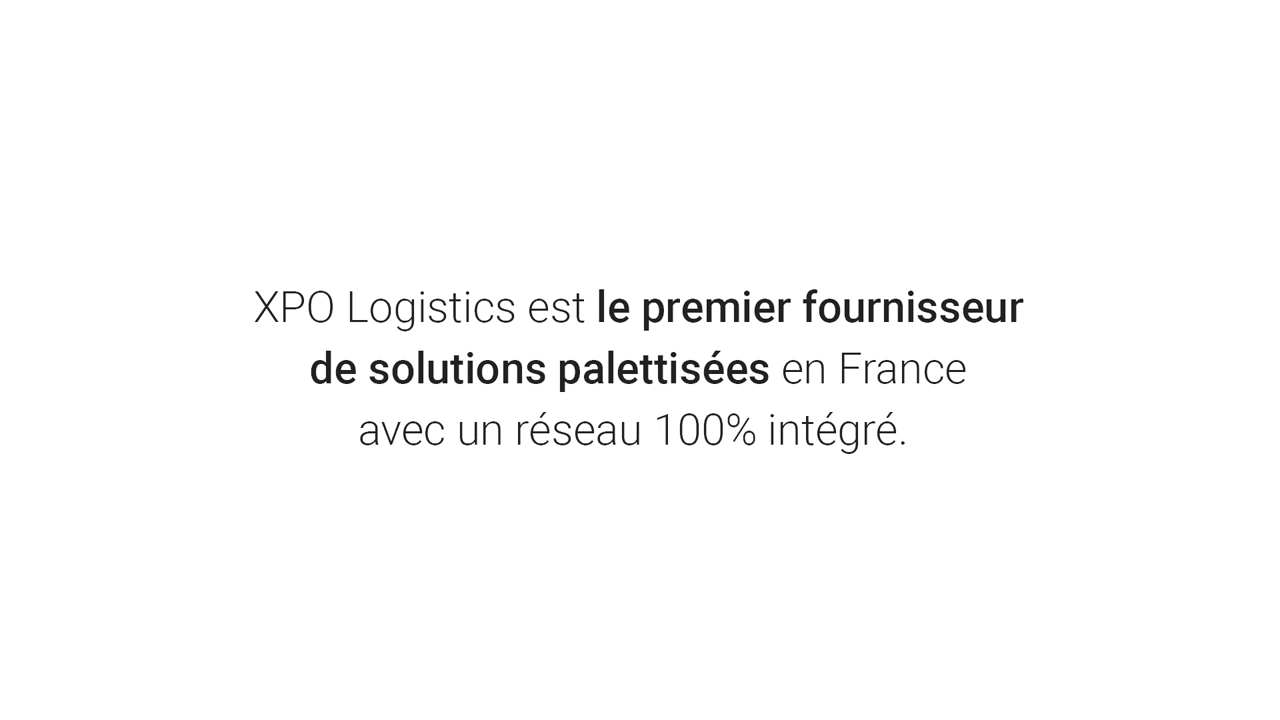 XPO Logistics est le premier fournisseur
de solutions palettisées en France
avec un réseau 100% intégré.